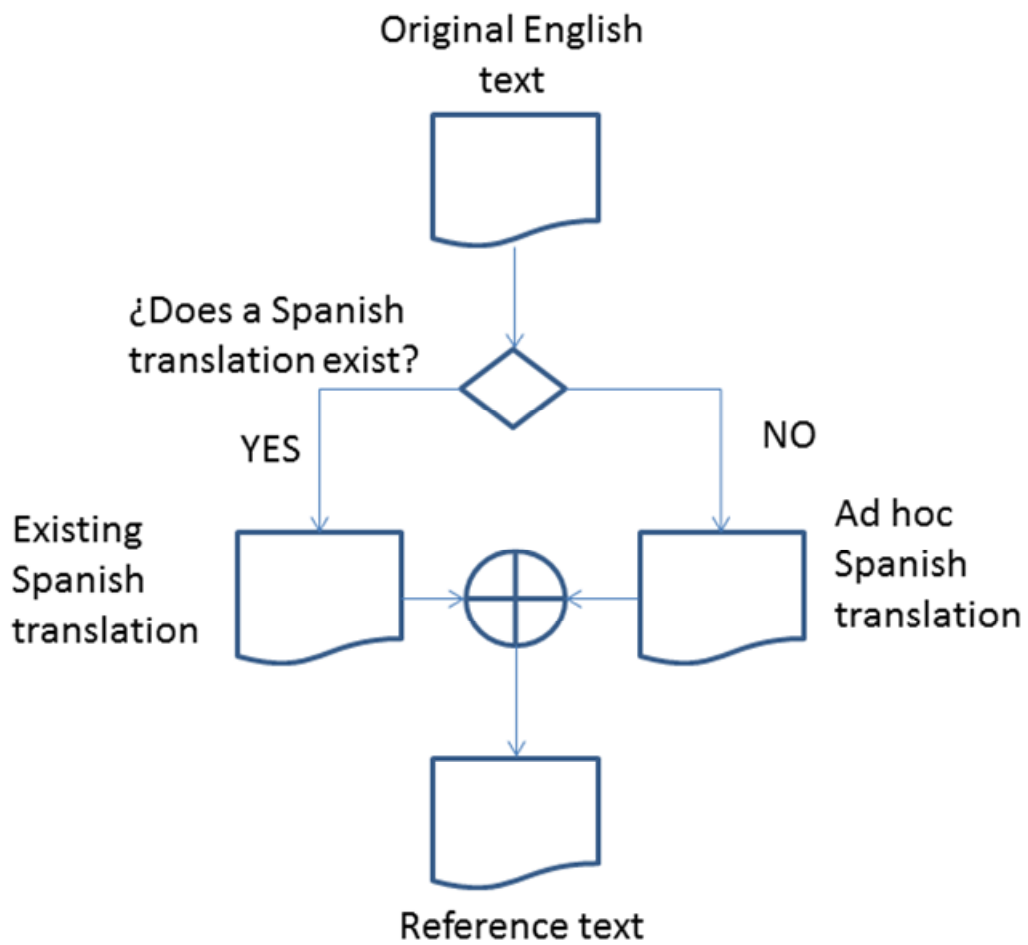 Original English
text
¿Does a Spanish
translation exist?
YES
NO
Existing
Spanish
translation
Ad hoc
Spanish
translation
Reference text